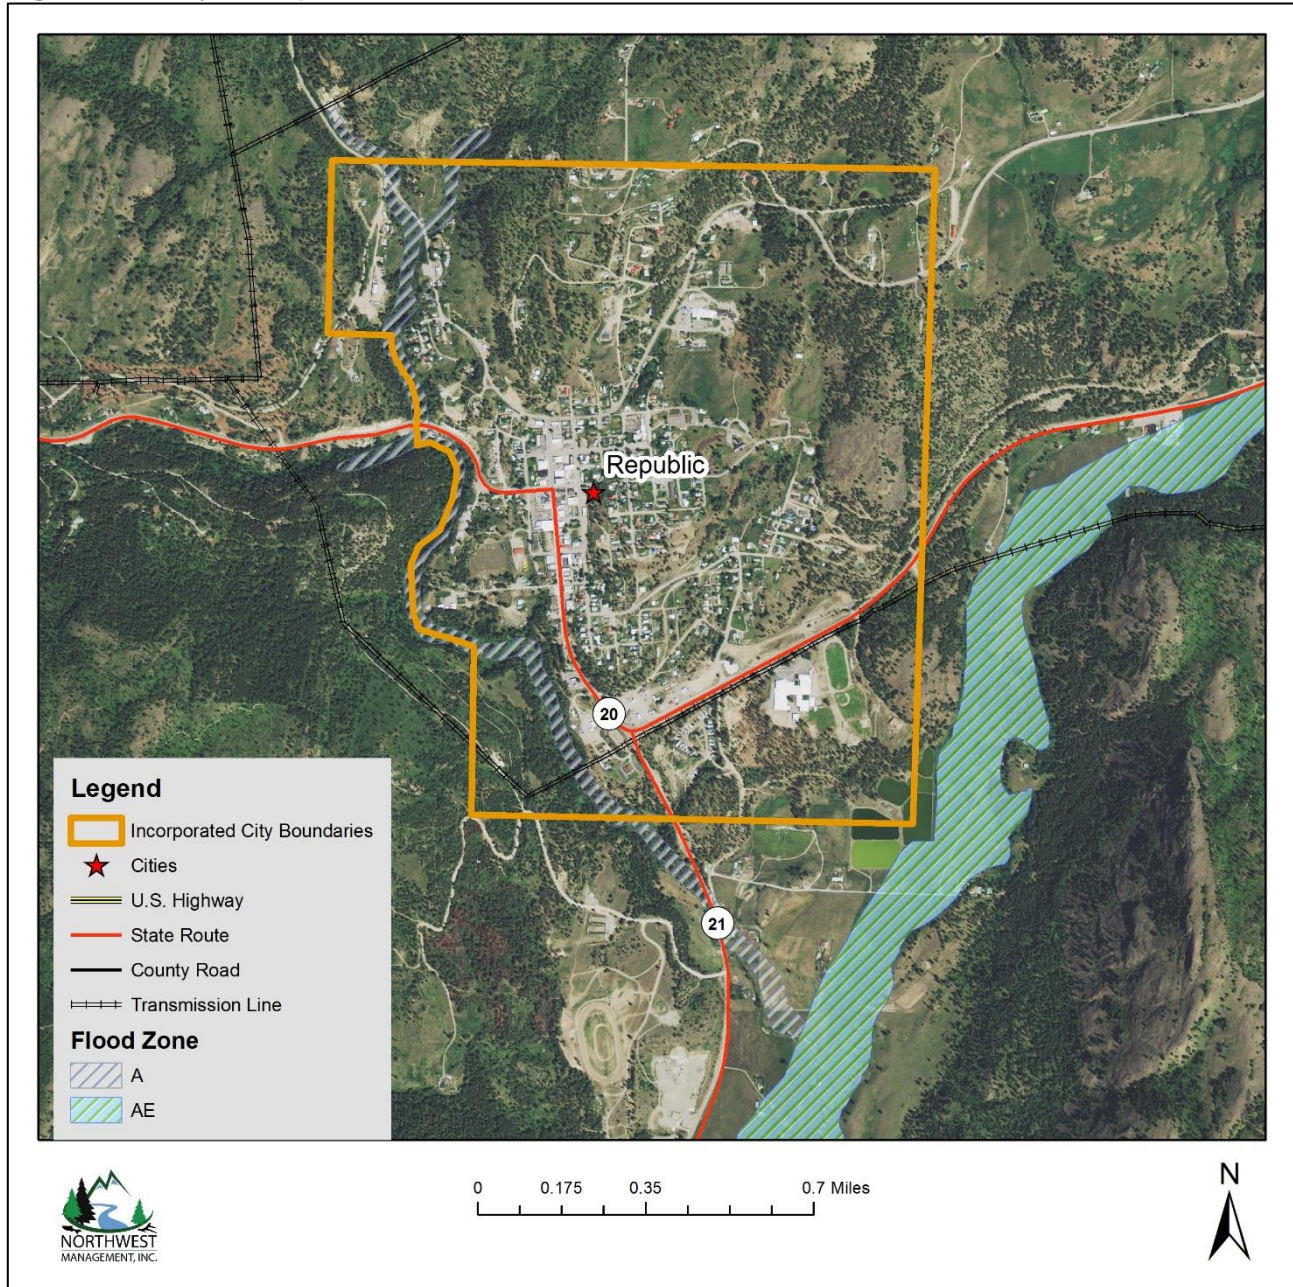 Republic
20
21
Legend
Incorporated City Boundaries
Cities
U.S. Highway
State Route
County Road
Transmission Line
Flood Zone
A
AE
NORTHWEST
MANAGEMENT, INC.
0 0.175 0.35 0.7 Miles
N